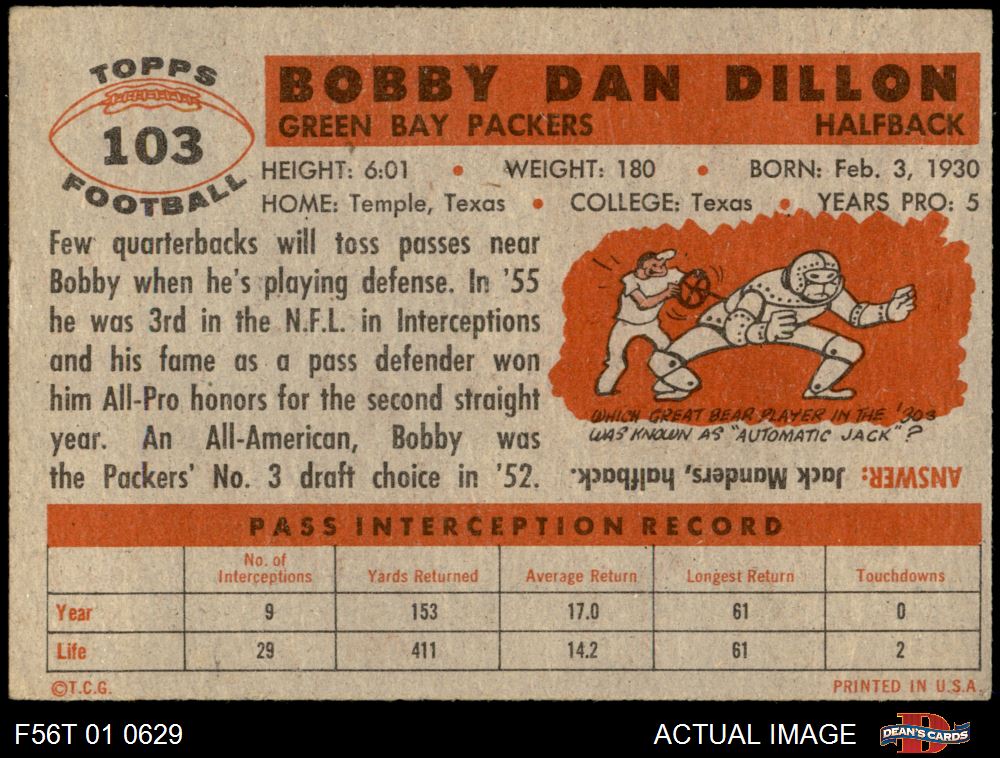 TOPPS
103
FOOTBALL
BOBBY DAN DILLON
GREEN BAY PACKERS HALFBACK
HEIGHT: 6:01 • WEIGHT: 180 • BORN: Feb. 3, 1930
HOME: Temple, Texas • COLLEGE: Texas • YEARS PRO: 5
Few quarterbacks will toss passes near
Bobby when he's playing defense. In '55
he was 3rd in the N.F.L. in Interceptions
and his fame as a pass defender won
him All-Pro honors for the second straight
year. An All-American, Bobby was
the Packers' No. 3 draft choice in '52.
WHICH GREAT BEAR PLAYER IN THE '30s
WAS KNOWN AS "AUTOMATIC JACK"?
ANSWER: Jack Manders, halfback.
PASS INTERCEPTION RECORD
No. of
Interceptions Yards Returned Average Return Longest Return Touchdowns
Year 9 153 17.0 61 0
Life 29 411 14.2 61 2
©T.C.G. PRINTED IN U.S.A.
F56T 01 0629 ACTUAL IMAGE D DEAN'S CARDS